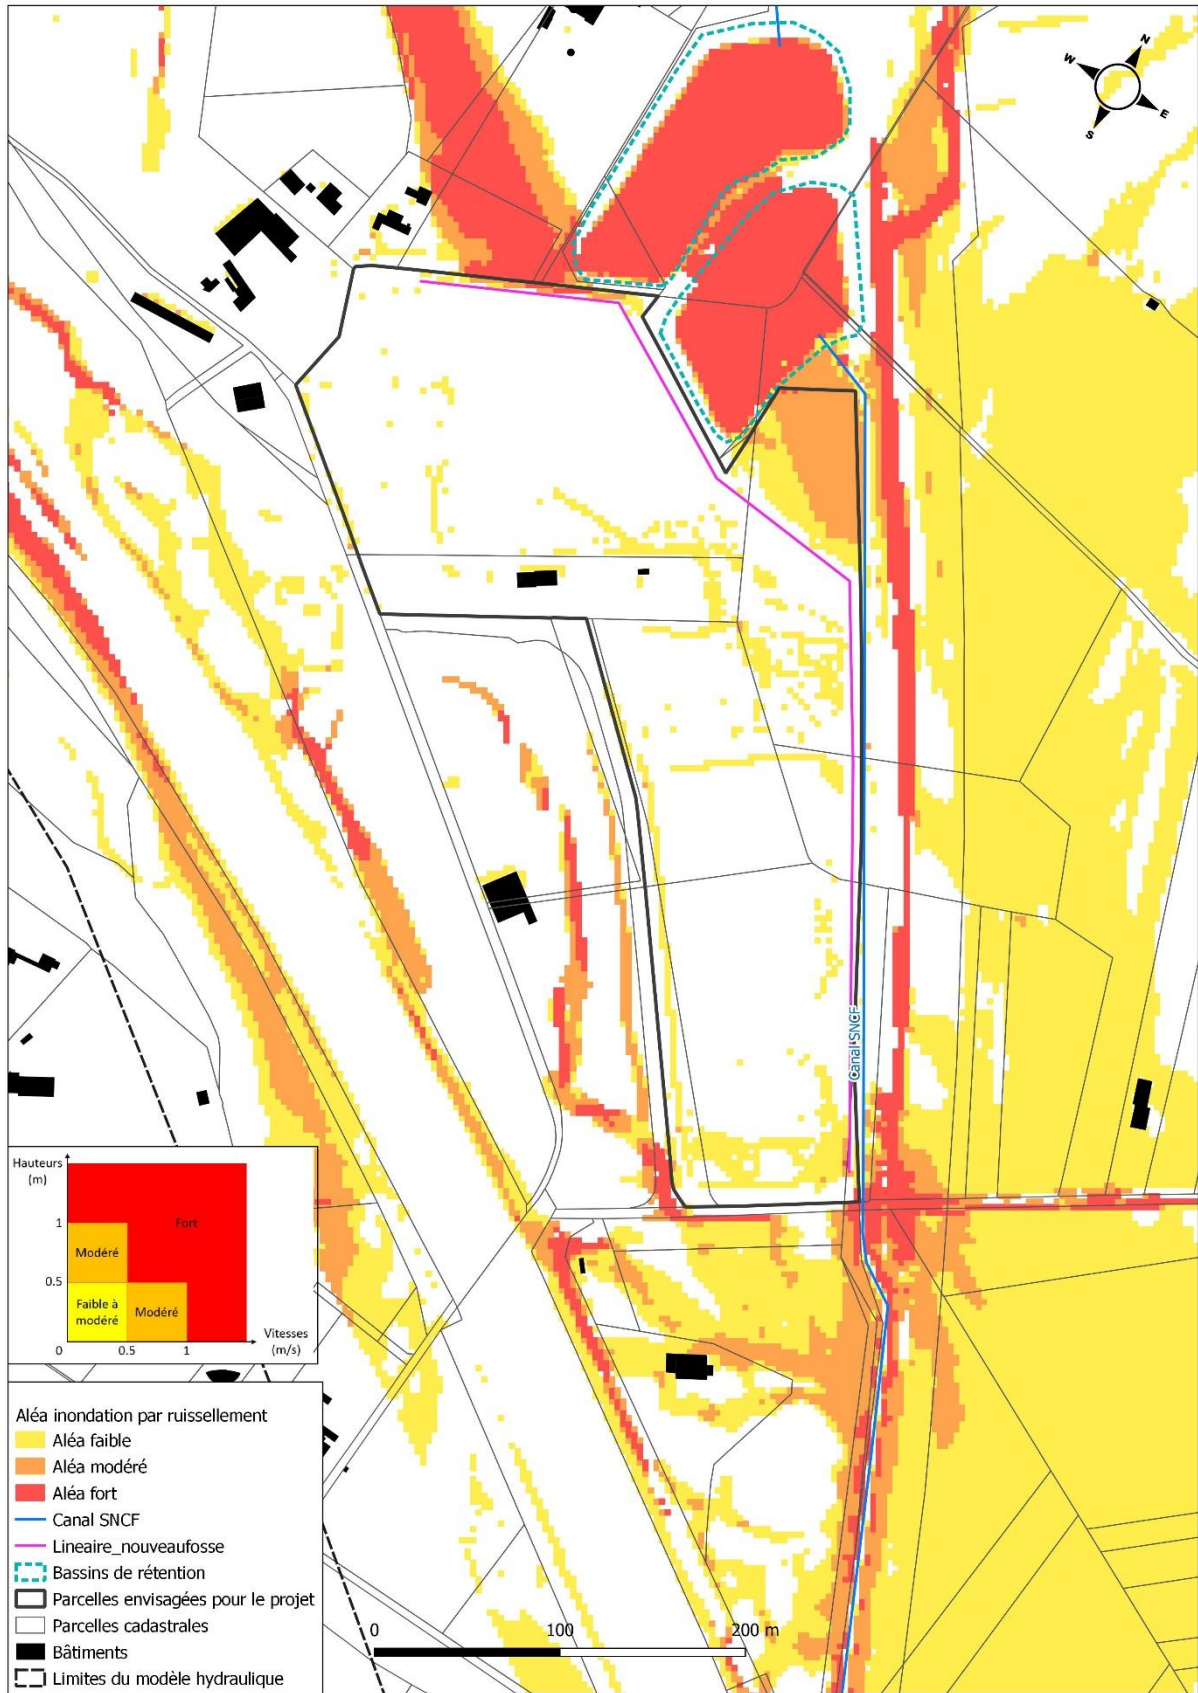 N
W
E
S
Canal SNCF
Hauteurs
(m)
Fort
1
Modéré
0.5
Faible à
modéré
Modéré
Vitesses
(m/s)
0
0.5
1
Aléa inondation par ruissellement
Aléa faible
Aléa modéré
Aléa fort
Canal SNCF
Lineaire_nouveaufosse
Bassins de rétention
Parcelles envisagées pour le projet
Parcelles cadastrales
Bâtiments
Limites du modèle hydraulique
0 100 200 m